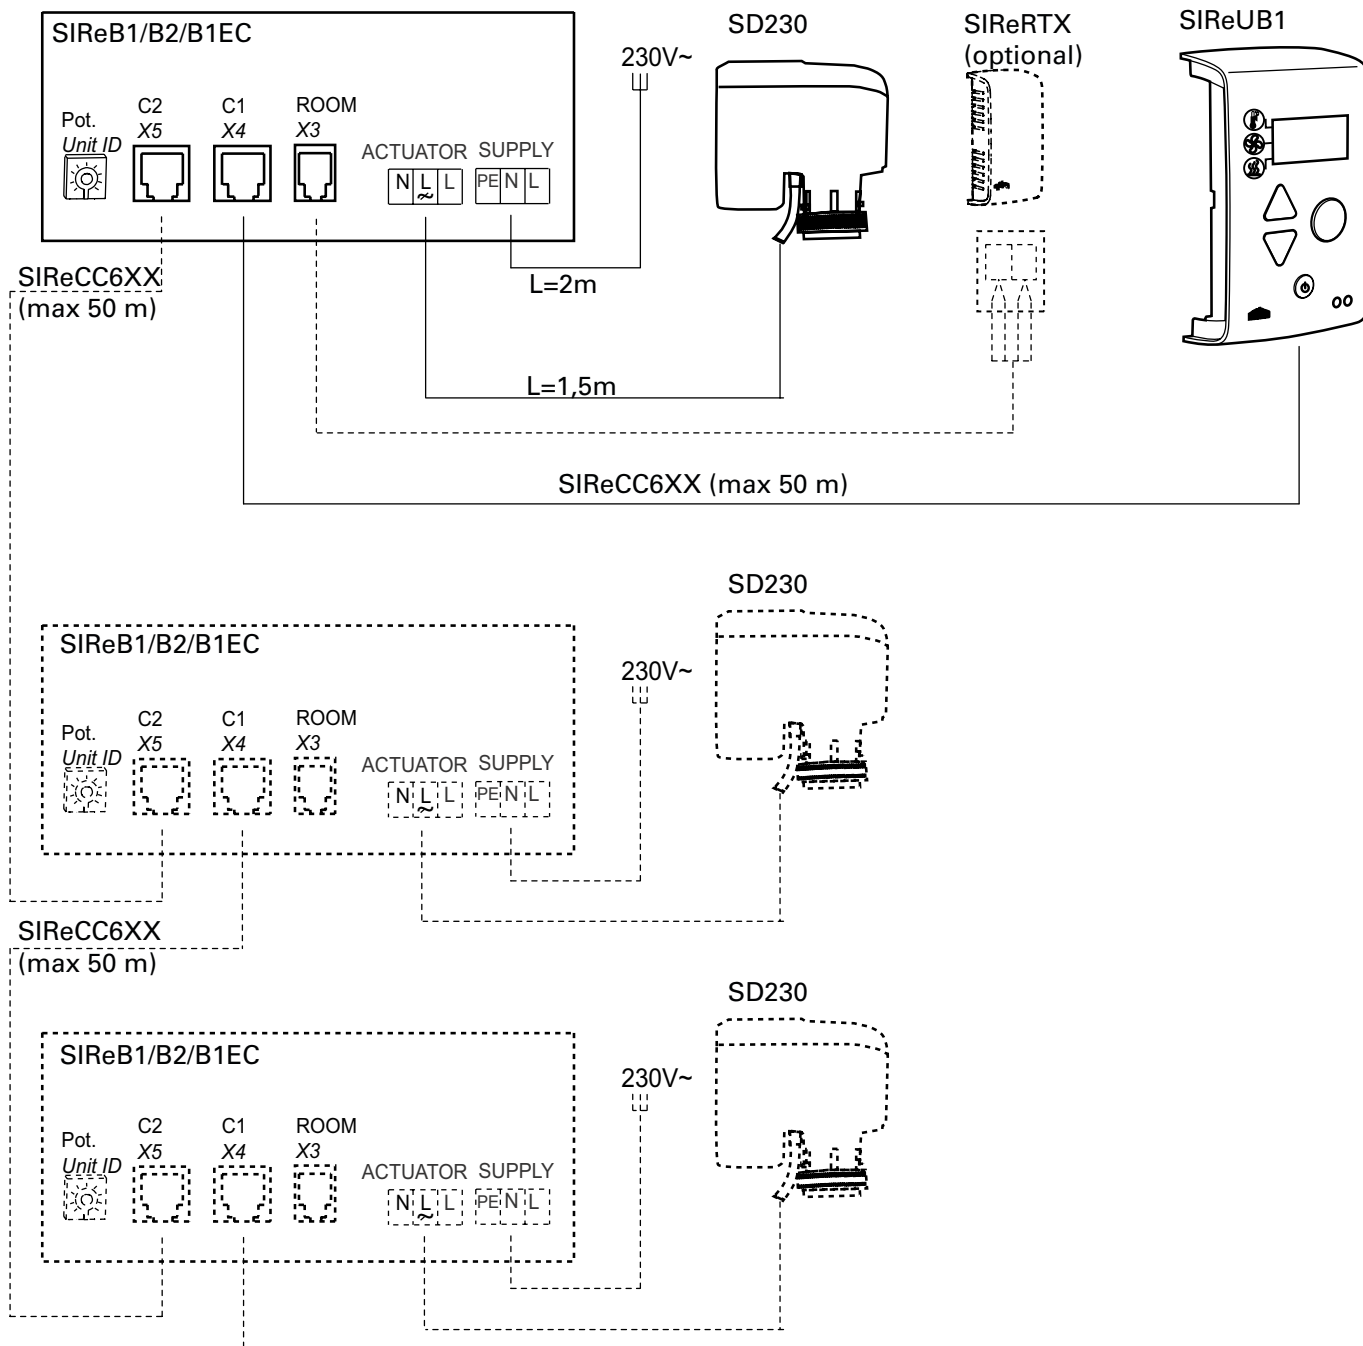 SIReB1/B2/B1EC
230V~
SD230
SIReRTX
(optional)
SIReUB1
Pot.
Unit ID
C2
X5
C1
X4
ROOM
X3
ACTUATOR
SUPPLY
N L L
~
PE N L
SIReCC6XX
(max 50 m)
L=2m
L=1,5m
SIReCC6XX (max 50 m)
SD230
SIReB1/B2/B1EC
230V~
Pot.
Unit ID
C2
X5
C1
X4
ROOM
X3
ACTUATOR
SUPPLY
N L L
~
PE N L
SIReCC6XX
(max 50 m)
SD230
SIReB1/B2/B1EC
230V~
Pot.
Unit ID
C2
X5
C1
X4
ROOM
X3
ACTUATOR
SUPPLY
N L L
~
PE N L